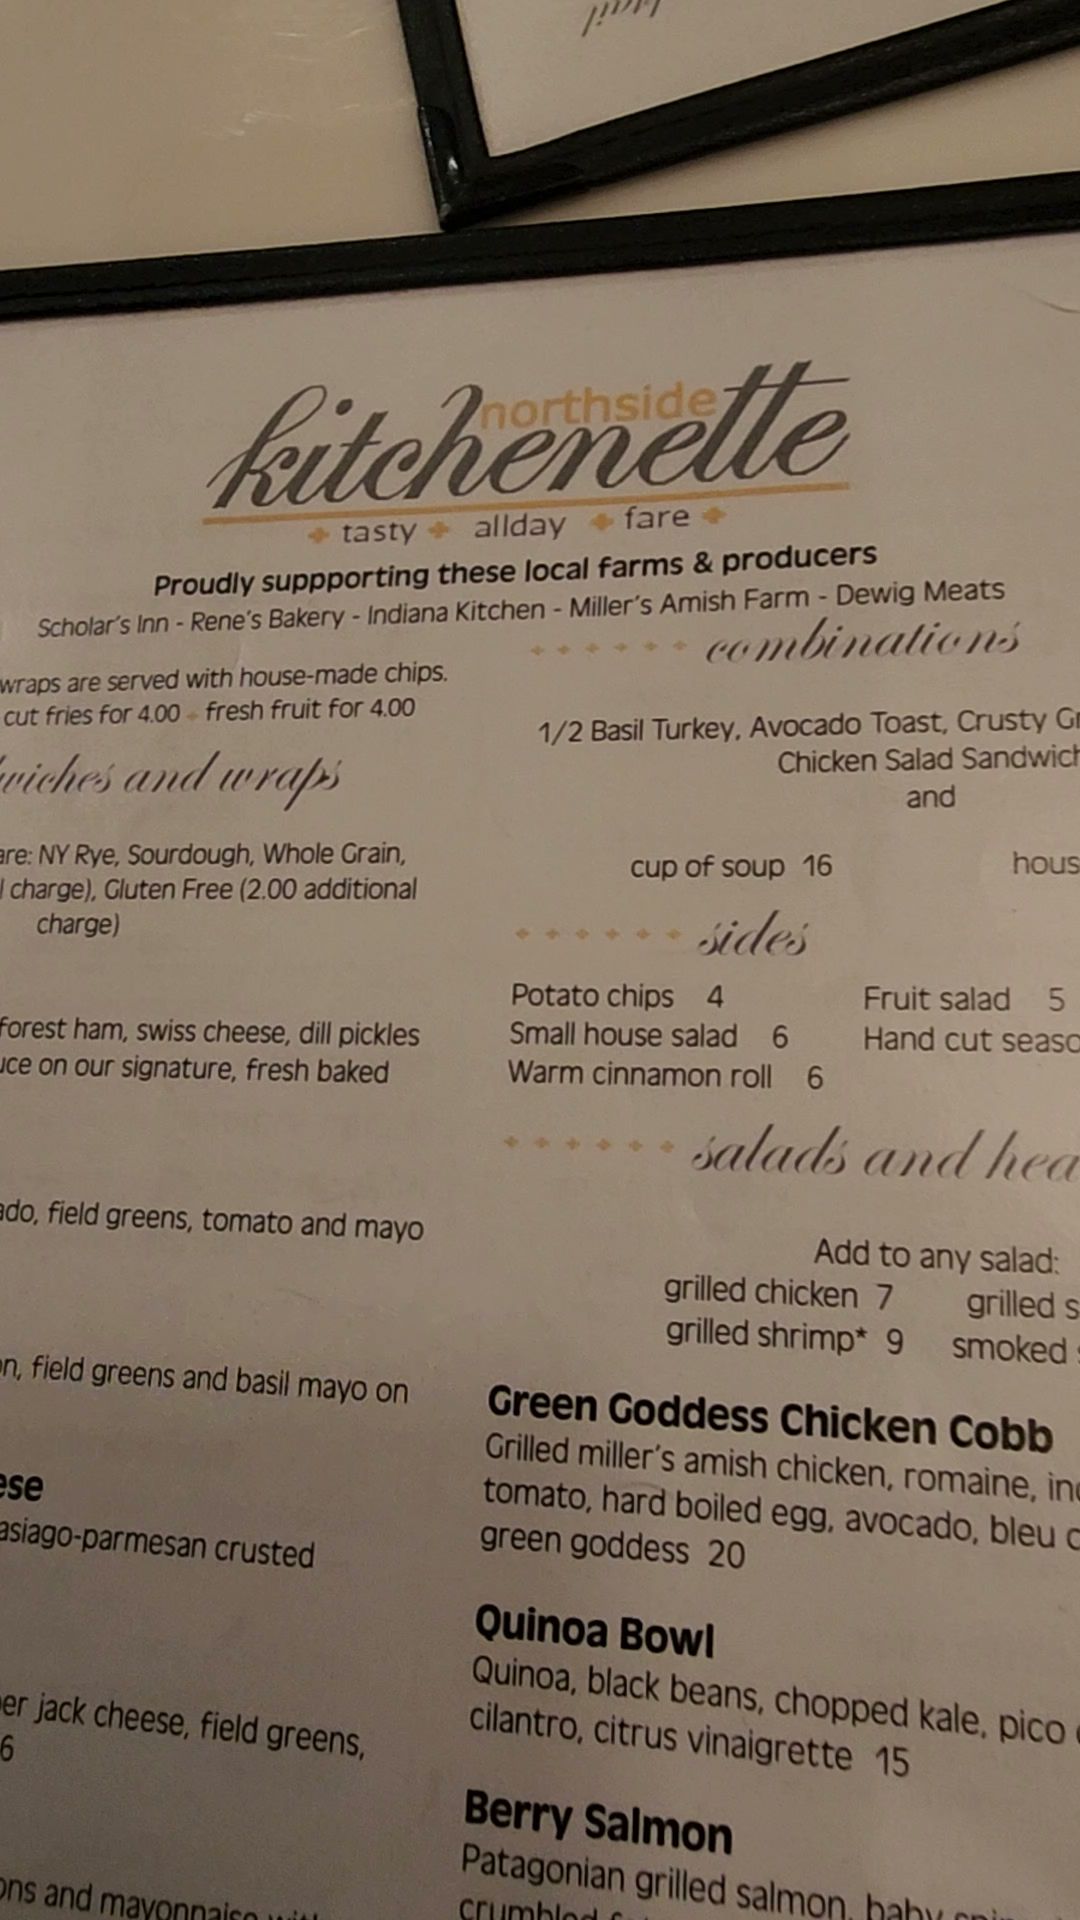 northside
kitchenette
tasty allday fare
Proudly suppporting these local farms & producers
Scholar's Inn - Rene's Bakery - Indiana Kitchen - Miller's Amish Farm - Dewig Meats
wraps are served with house-made chips.
cut fries for 4.00 fresh fruit for 4.00
and wraps
are: NY Rye, Sourdough, Whole Grain,
charge), Gluten Free (2.00 additional
charge)
forest ham, swiss cheese, dill pickles
on our signature, fresh baked
field greens, tomato and mayo
field greens and basil mayo on
asiago-parmesan crusted
jack cheese, field greens,
6
and mayonnaise
combinations
1/2 Basil Turkey, Avocado Toast, Crusty
Chicken Salad
and
cup of soup 16
sides
Potato chips 4 Fruit salad 5
Small house salad 6 Hand cut
Warm cinnamon roll 6
salads and
Add to any salad:
grilled chicken 7 grilled
grilled shrimp* 9 smoked
Green Goddess Chicken Cobb
Grilled miller's amish chicken, romaine,
tomato, hard boiled egg, avocado, bleu
green goddess 20
Quinoa Bowl
Quinoa, black beans, chopped kale, pico
cilantro, citrus vinaigrette 15
Berry Salmon
Patagonian grilled salmon, baby
crumbled